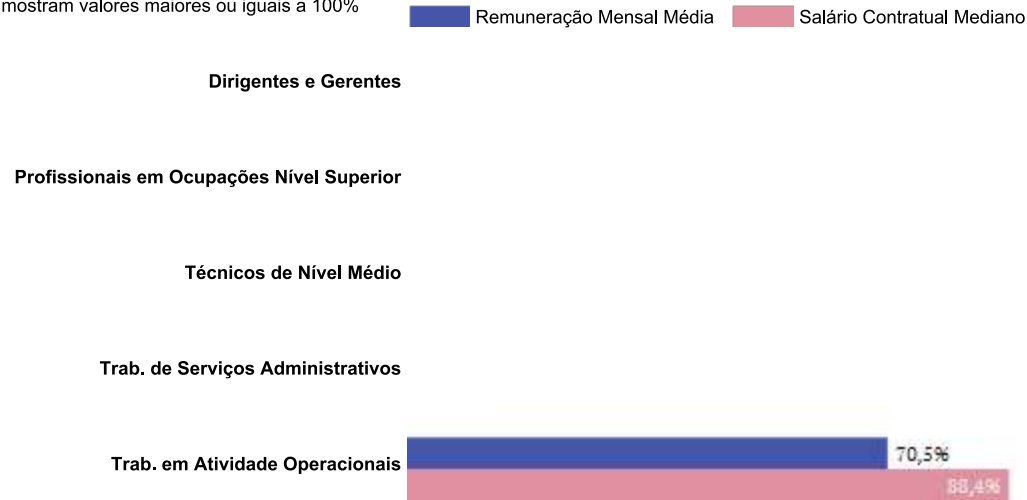 mostram valores maiores ou iguais a 100%
Remuneração Mensal Média Salário Contratual Mediano
Dirigentes e Gerentes
Profissionais em Ocupações Nível Superior
Técnicos de Nível Médio
Trab. de Serviços Administrativos
Trab. em Atividade Operacionais
70,5%
88,4%